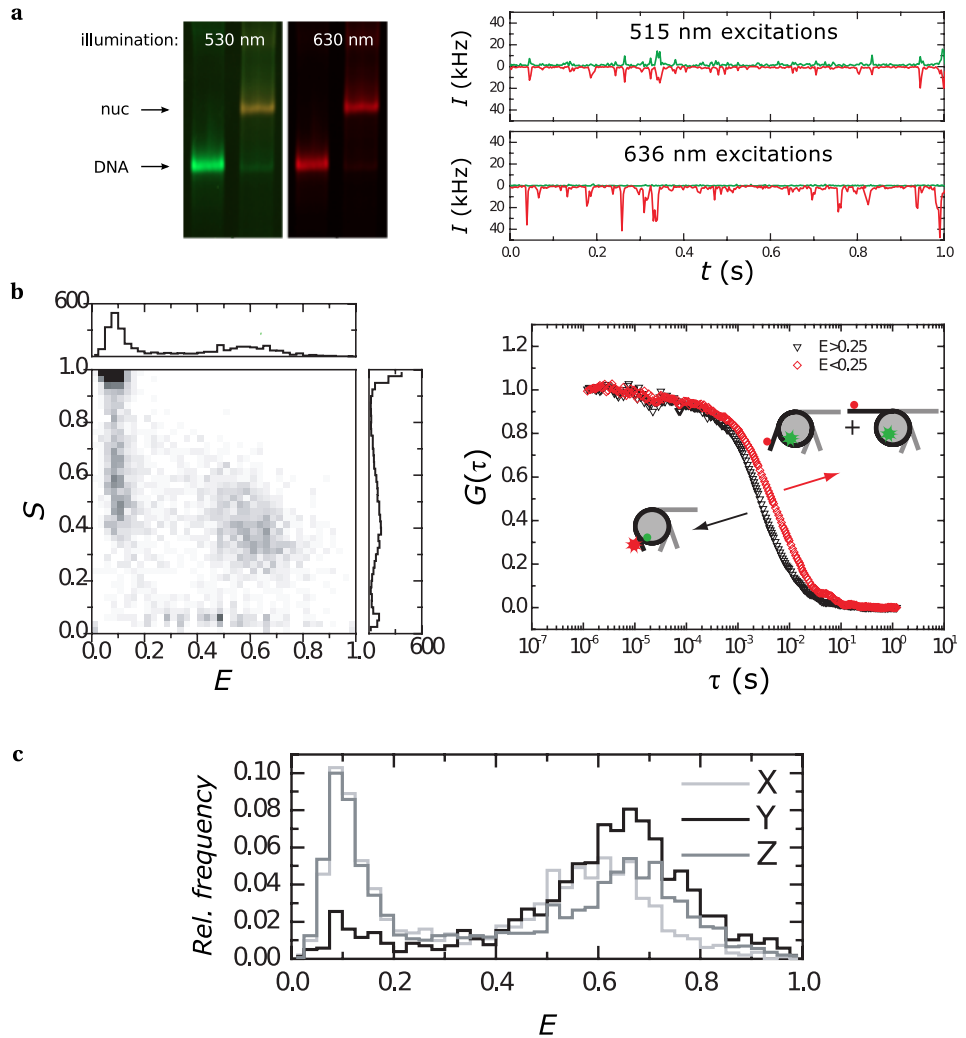 a
illumination: 530 nm 630 nm
nuc
DNA
515 nm excitations
I (kHz)
40
20
0
20
40
636 nm excitations
I (kHz)
40
20
0
20
40
0.0 0.2 0.4 0.6 0.8 1.0
t (s)
b
600
S
1.0
0.8
0.6
0.4
0.2
0.0
0.0 0.2 0.4 0.6 0.8 1.0
0 600
E
G(τ)
1.2
1.0
0.8
0.6
0.4
0.2
0.0
E>0.25
E<0.25
+
10⁻⁷ 10⁻⁶ 10⁻⁵ 10⁻⁴ 10⁻³ 10⁻² 10⁻¹ 10⁰ 10¹
τ (s)
c
Rel. frequency
0.10
0.08
0.06
0.04
0.02
0.00
X
Y
Z
0.0 0.2 0.4 0.6 0.8 1.0
E